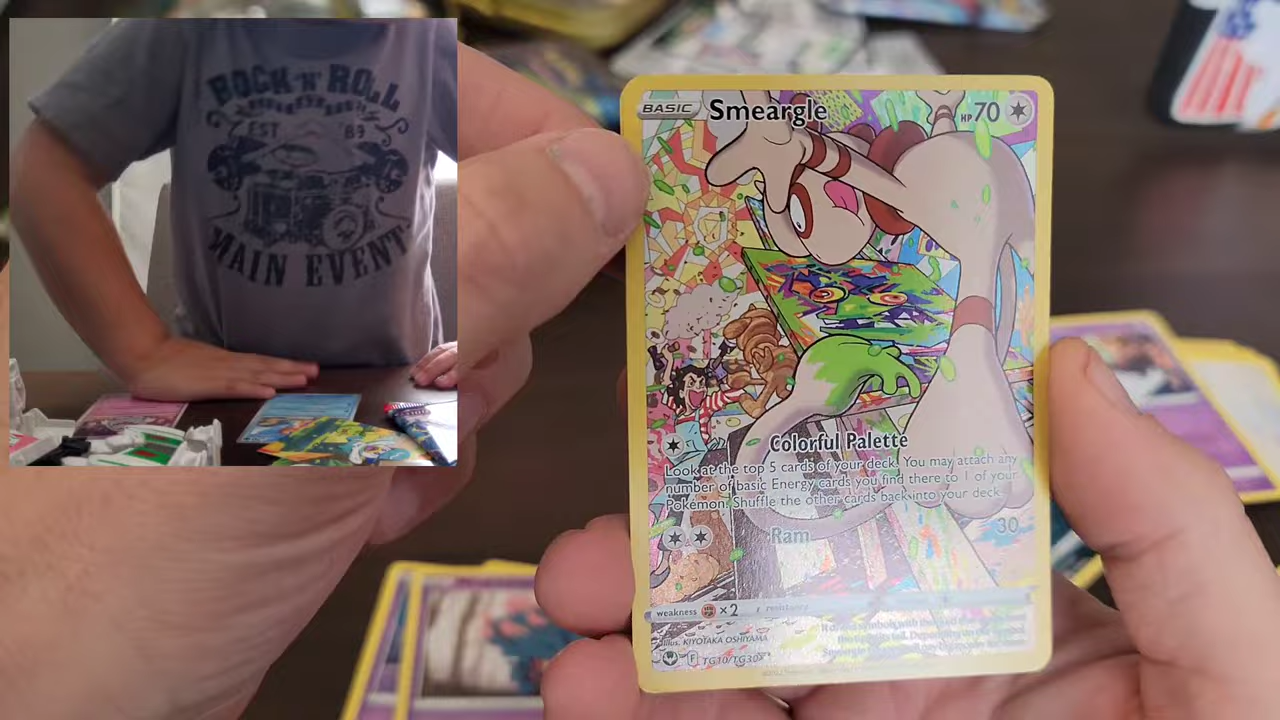 ROCK 'N' ROLL
EST 89
MAIN EVENT
BASIC Smeargle HP 70
Colorful Palette
Look at the top 5 cards of your deck. You may attach any
number of basic Energy cards you find there to 1 of your
Pokémon. Shuffle the other cards back into your deck.
Ram 30
weakness ×2 resistance
Illus. KIYOTAKA OSHIYAMA
F TG10/TG30